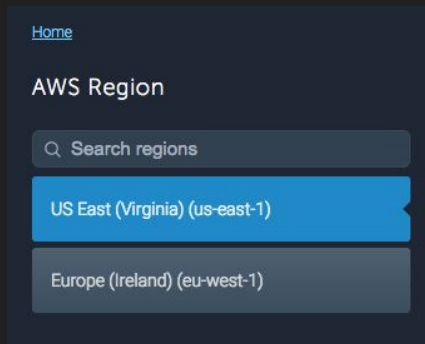 Home
AWS Region
Search regions
US East (Virginia) (us-east-1)
Europe (Ireland) (eu-west-1)